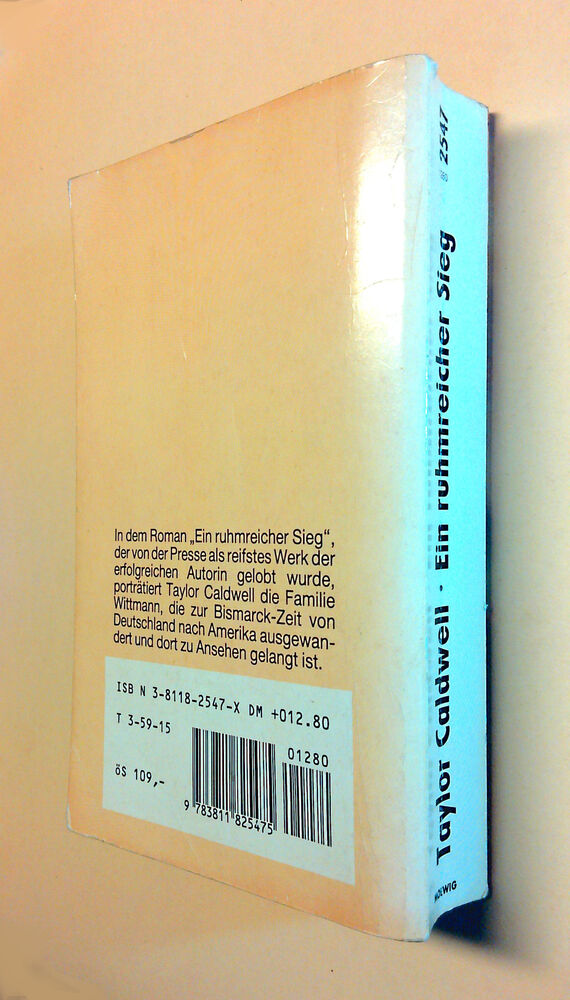 In dem Roman „Ein ruhmreicher Sieg“,
der von der Presse als reifstes Werk der
erfolgreichen Autorin gelobt wurde,
porträtiert Taylor Caldwell die Familie
Wittmann, die zur Bismarck-Zeit von
Deutschland nach Amerika ausgewan-
dert und dort zu Ansehen gelangt ist.
ISB N 3-8118-2547-X DM +012.80
T 3-59-15
01280
öS 109,-
9 783811 825475
Taylor Caldwell · Ein ruhmreicher Sieg
2547